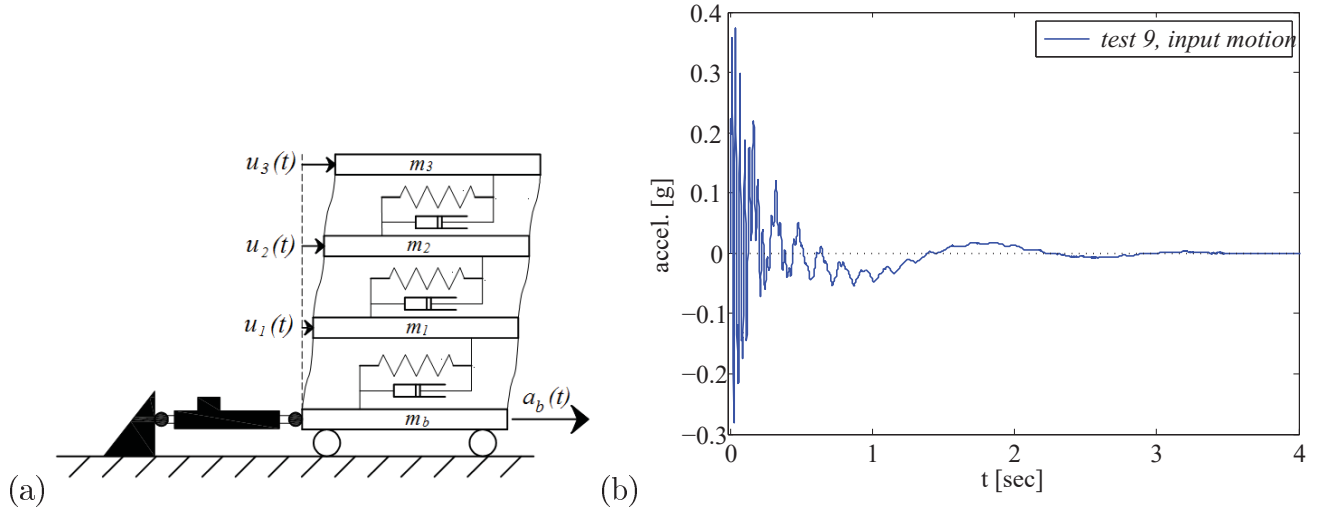 u3(t)
m3
u2(t)
m2
u1(t)
m1
ab(t)
mb
(a)
0.4
0.3
0.2
0.1
0
−0.1
−0.2
−0.3
accel. [g]
test 9, input motion
0 1 2 3 4
t [sec]
(b)